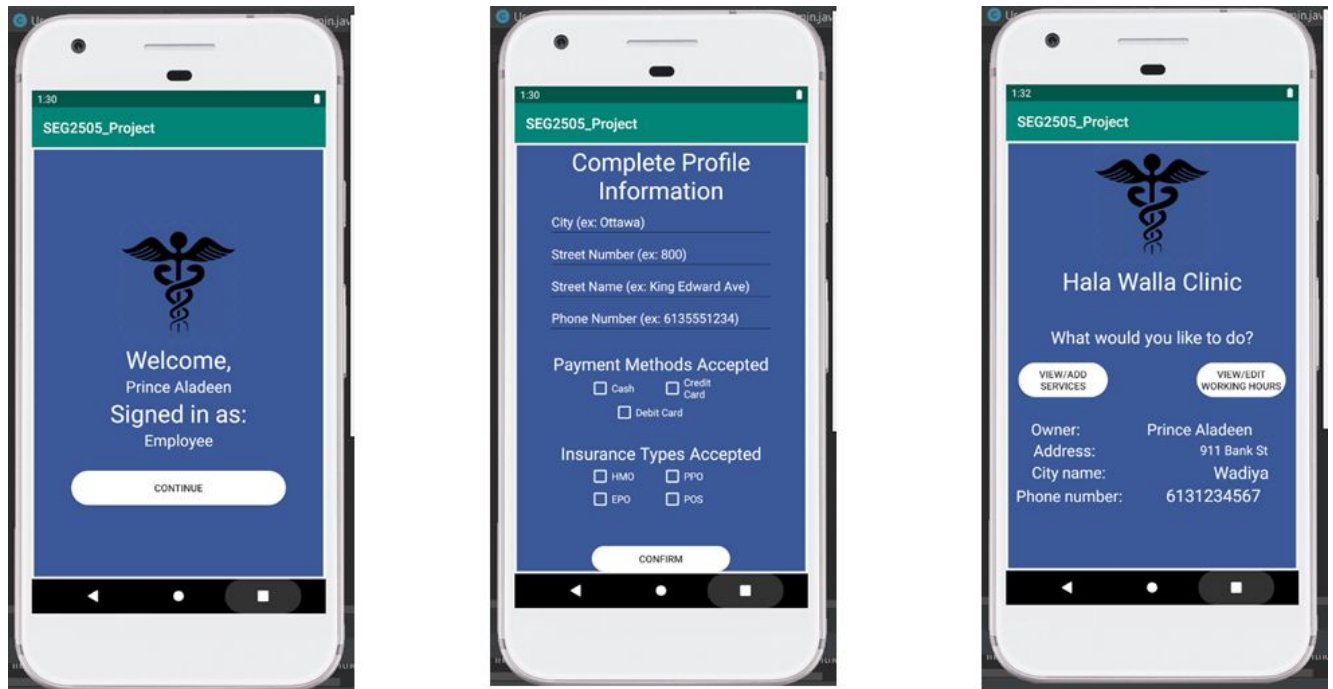 1:30
SEG2505_Project
Welcome,
Prince Aladeen
Signed in as:
Employee
CONTINUE
1:30
SEG2505_Project
Complete Profile
Information
City (ex: Ottawa)
Street Number (ex: 800)
Street Name (ex: King Edward Ave)
Phone Number (ex: 6135551234)
Payment Methods Accepted
Cash
Credit
Card
Debit Card
Insurance Types Accepted
HMO PPO
EPO POS
CONFIRM
1:32
SEG2505_Project
Hala Walla Clinic
What would you like to do?
VIEW/ADD
SERVICES
VIEW/EDIT
WORKING HOURS
Owner: Prince Aladeen
Address: 911 Bank St
City name: Wadiya
Phone number: 6131234567